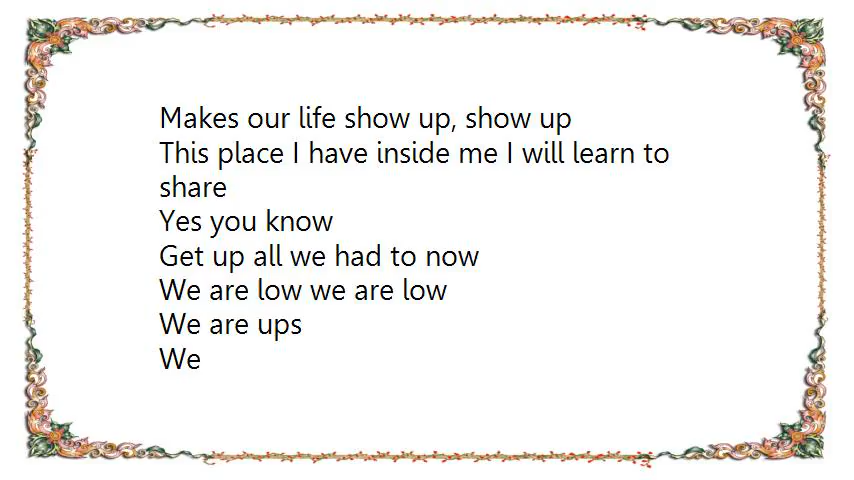 Makes our life show up, show up
This place I have inside me I will learn to
share
Yes you know
Get up all we had to now
We are low we are low
We are ups
We